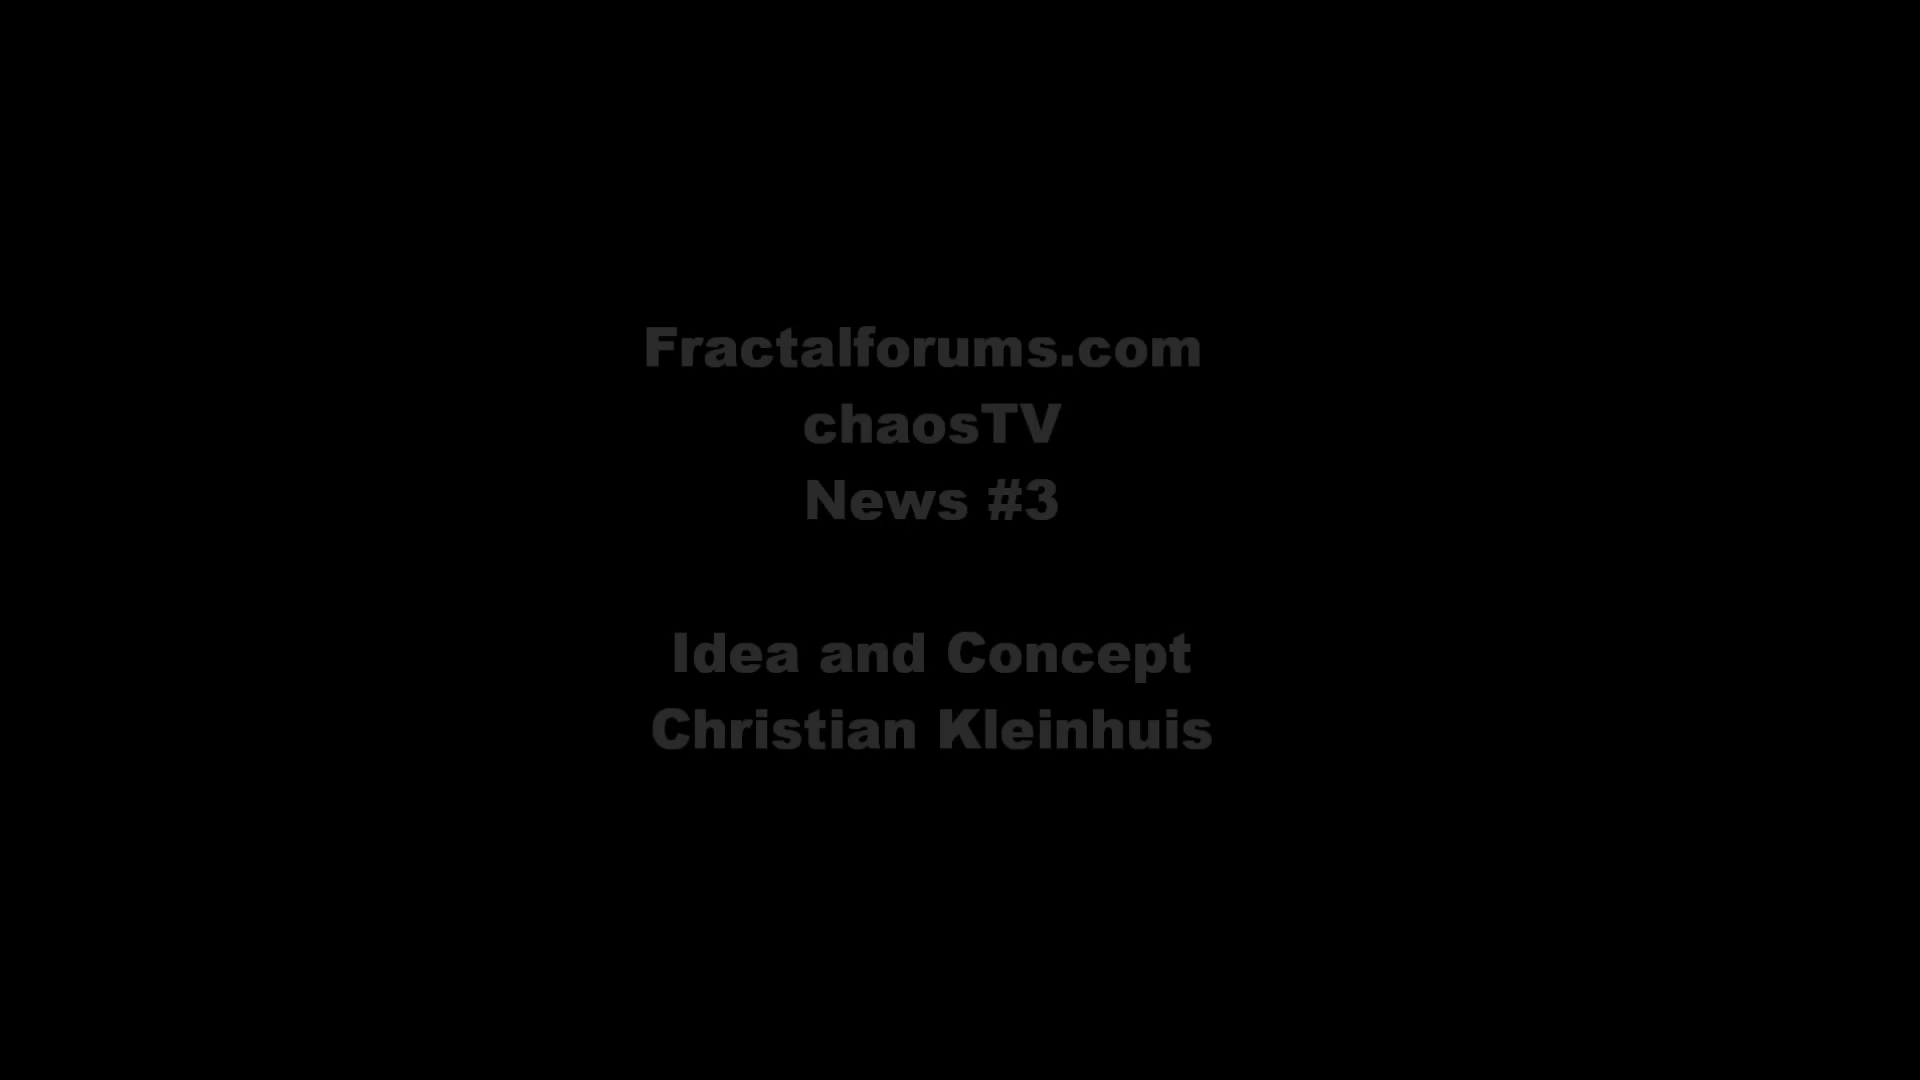 Fractalforums.com
chaosTV
News #3
Idea and Concept
Christian Kleinhuis